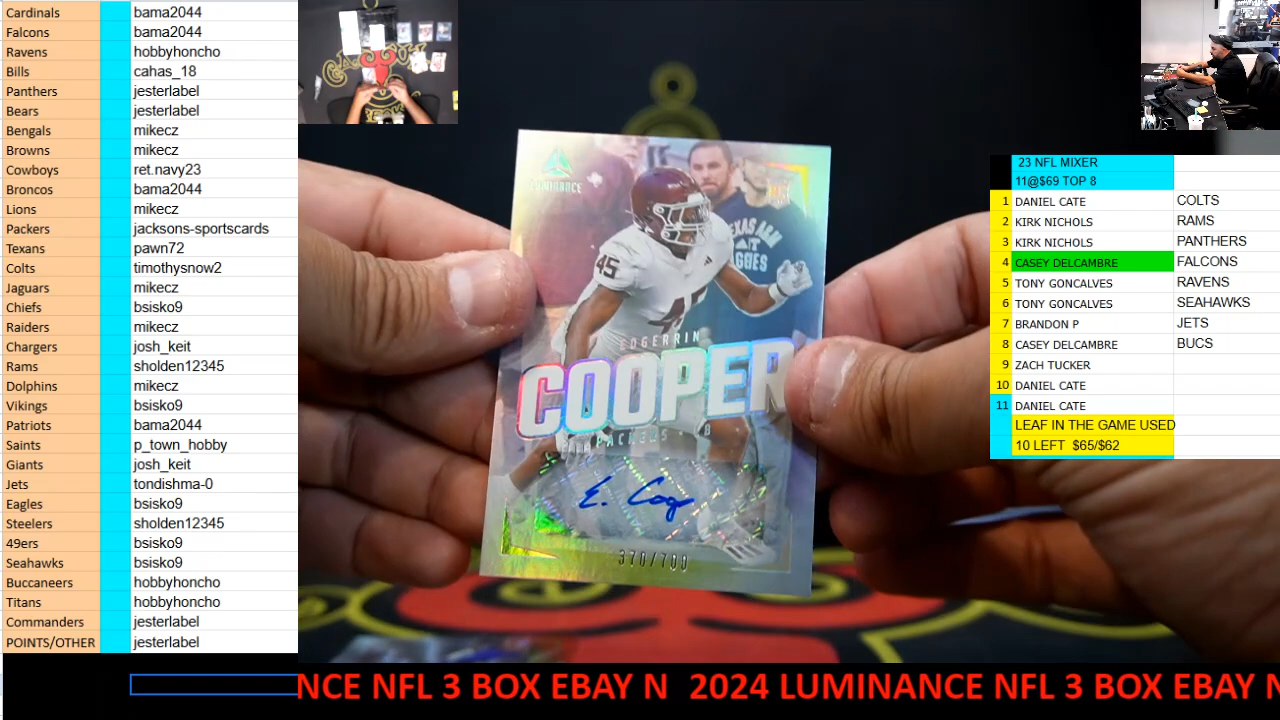 Cardinals bama2044
Falcons bama2044
Ravens hobbyhoncho
Bills cahas_18
Panthers jesterlabel
Bears jesterlabel
Bengals mikecz
Browns mikecz
Cowboys ret.navy23
Broncos bama2044
Lions mikecz
Packers jacksons-sportscards
Texans pawn72
Colts timothysnow2
Jaguars mikecz
Chiefs bsisko9
Raiders mikecz
Chargers josh_keit
Rams sholden12345
Dolphins mikecz
Vikings bsisko9
Patriots bama2044
Saints p_town_hobby
Giants josh_keit
Jets tondishma-0
Eagles bsisko9
Steelers sholden12345
49ers bsisko9
Seahawks bsisko9
Buccaneers hobbyhoncho
Titans hobbyhoncho
Commanders jesterlabel
POINTS/OTHER jesterlabel
LUMINANCE
TEXAS A&M
45
45
EDGERRIN
COOPER
PACKERS
E. Coop
370/700
23 NFL MIXER
11@$69 TOP 8
1 DANIEL CATE COLTS
2 KIRK NICHOLS RAMS
3 KIRK NICHOLS PANTHERS
4 CASEY DELCAMBRE FALCONS
5 TONY GONCALVES RAVENS
6 TONY GONCALVES SEAHAWKS
7 BRANDON P JETS
8 CASEY DELCAMBRE BUCS
9 ZACH TUCKER
10 DANIEL CATE
11 DANIEL CATE
LEAF IN THE GAME USED
10 LEFT $65/$62
NCE NFL 3 BOX EBAY N 2024 LUMINANCE NFL 3 BOX EBAY N